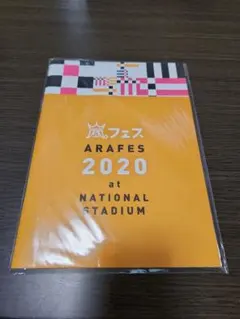 嵐フェス
ARAFES
2020
at
NATIONAL
STADIUM